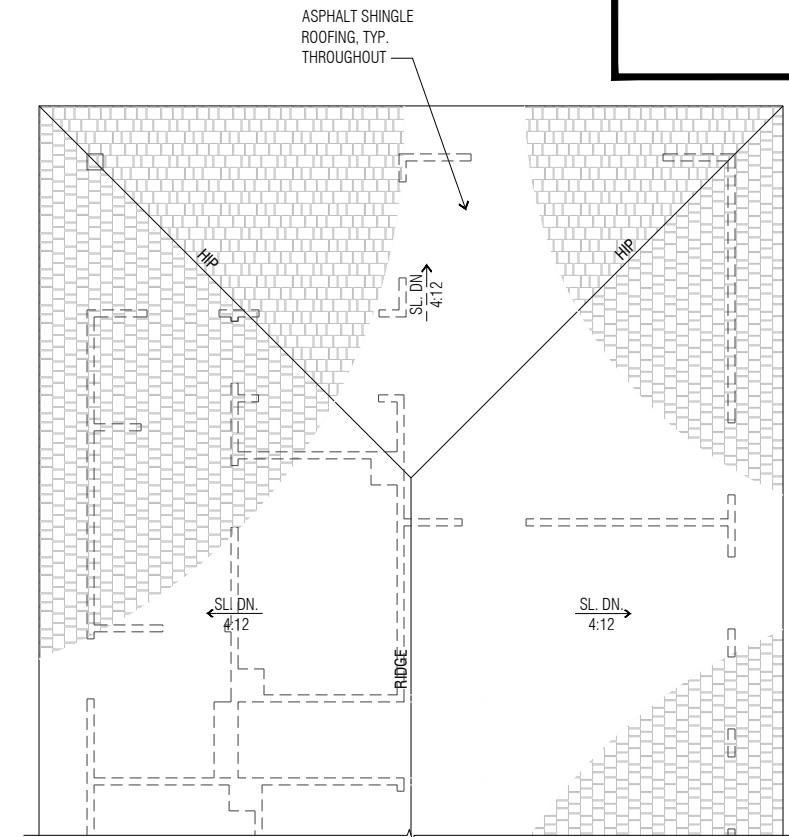 ASPHALT SHINGLE
ROOFING, TYP.
THROUGHOUT
HIP
HIP
SL. DN.
4:12
SL. DN.
4:12
SL. DN.
4:12
RIDGE